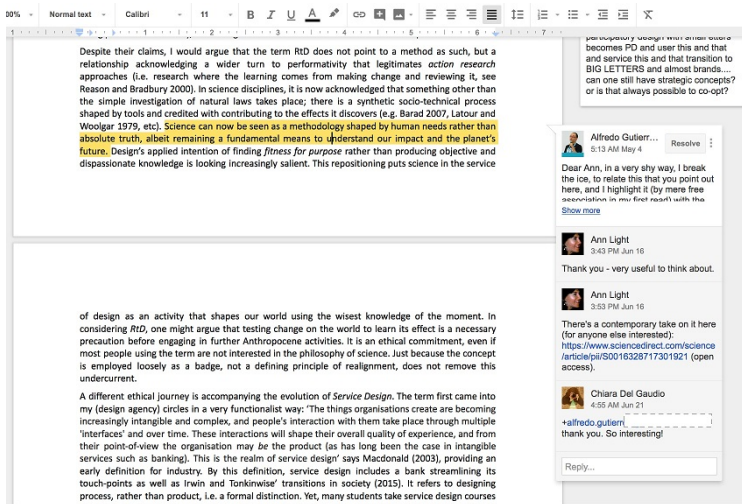 00% Normal text Calibri 11 B I U A
1 1 2 3 4 5 6 7
Despite their claims, I would argue that the term RtD does not point to a method as such, but a
relationship acknowledging a wider turn to performativity that legitimates action research
approaches (i.e. research where the learning comes from making change and reviewing it, see
Reason and Bradbury 2000). In science disciplines, it is now acknowledged that something other than
the simple investigation of natural laws takes place; there is a synthetic socio-technical process
shaped by tools and credited with contributing to the effects it discovers (e.g. Barad 2007, Latour and
Woolgar 1979, etc). Science can now be seen as a methodology shaped by human needs rather than
absolute truth, albeit remaining a fundamental means to understand our impact and the planet's
future. Design's applied intention of finding fitness for purpose rather than producing objective and
dispassionate knowledge is looking increasingly salient. This repositioning puts science in the service
of design as an activity that shapes our world using the wisest knowledge of the moment. In
considering RtD, one might argue that testing change on the world to learn its effect is a necessary
precaution before engaging in further Anthropocene activities. It is an ethical commitment, even if
most people using the term are not interested in the philosophy of science. Just because the concept
is employed loosely as a badge, not a defining principle of realignment, does not remove this
undercurrent.
A different ethical journey is accompanying the evolution of Service Design. The term first came into
my (design agency) circles in a very functionalist way: 'The things organisations create are becoming
increasingly intangible and complex, and people's interaction with them take place through multiple
'interfaces' and over time. These interactions will shape their overall quality of experience, and from
their point-of-view the organisation may be the product (as has long been the case in intangible
services such as banking). This is the realm of service design' says Macdonald (2003), providing an
early definition for industry. By this definition, service design includes a bank streamlining its
touch-points as well as Irwin and Tonkinwise' transitions in society (2015). It refers to designing
process, rather than product, i.e. a formal distinction. Yet, many students take service design courses
participatory design with small letters
becomes PD and user this and that
and service this and that transition to
BIG LETTERS and almost brands....
can one still have strategic concepts?
or is that always possible to co-opt?
Alfredo Gutierr...
5:13 AM May 4
Resolve
Dear Ann, in a very shy way, I break
the ice, to relate this that you point out
here, and I highlight it (by mere free
association in my first read) with the
Show more
Ann Light
3:43 PM Jun 16
Thank you - very useful to think about.
Ann Light
3:53 PM Jun 16
There's a contemporary take on it here
(for anyone else interested):
https://www.sciencedirect.com/science
/article/pii/S0016328717301921 (open
access).
Chiara Del Gaudio
4:55 AM Jun 21
+alfredo.gutierr
thank you. So interesting!
Reply...